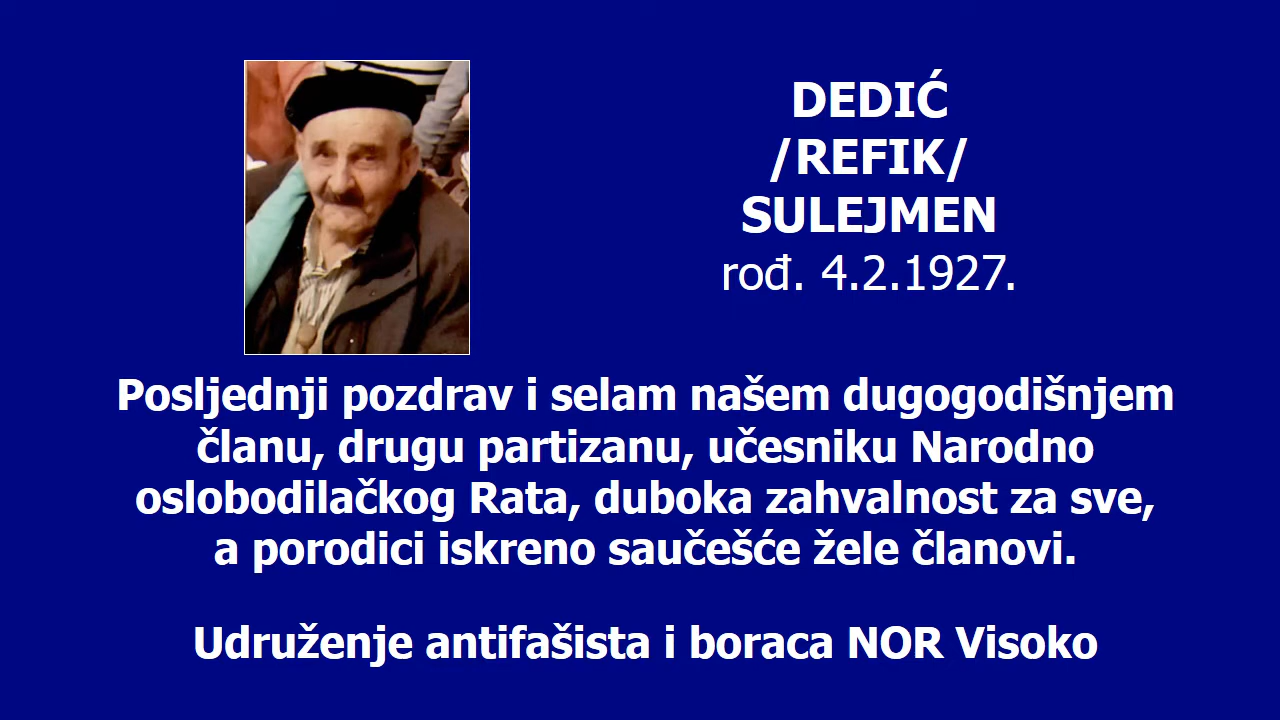 DEDIĆ
/REFIK/
SULEJMEN
rođ. 4.2.1927.
Posljednji pozdrav i selam našem dugogodišnjem
članu, drugu partizanu, učesniku Narodno
oslobodilačkog Rata, duboka zahvalnost za sve,
a porodici iskreno saučešće žele članovi.
Udruženje antifašista i boraca NOR Visoko